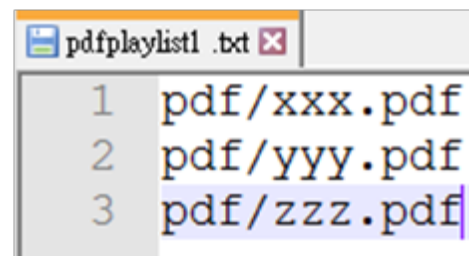 pdfplaylist1 .txt
1 pdf/xxx.pdf
2 pdf/yyy.pdf
3 pdf/zzz.pdf